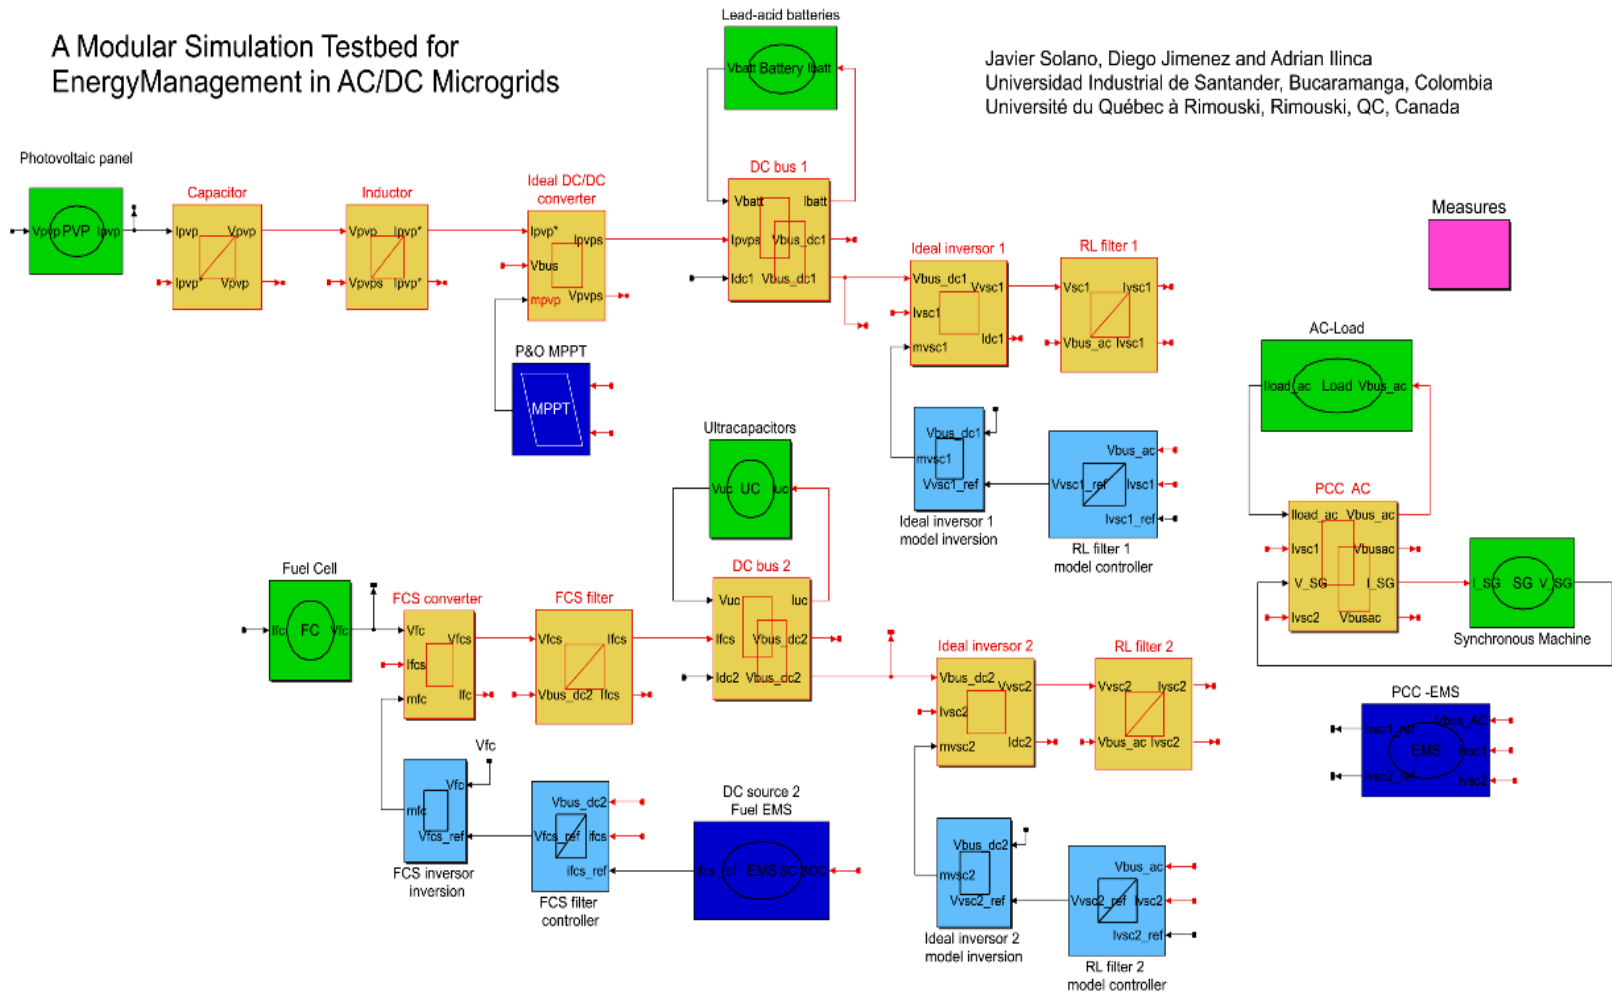 A Modular Simulation Testbed for
EnergyManagement in AC/DC Microgrids
Javier Solano, Diego Jimenez and Adrian Ilinca
Universidad Industrial de Santander, Bucaramanga, Colombia
Université du Québec à Rimouski, Rimouski, QC, Canada
Lead-acid batteries
Vbatt Battery Ibatt
Photovoltaic panel
Vpvp PVP Ipvp
Capacitor
Ipvp Vpvp
Ipvp* Vpvp
Inductor
Vpvp Ipvp*
Vpvps Ipvp*
Ideal DC/DC
converter
Ipvp* Ipvps
Vbus
mpvp Vpvps
P&O MPPT
MPPT
DC bus 1
Vbatt Ibatt
Ipvps Vbus_dc1
Idc1 Vbus_dc1
Ideal inversor 1
Vbus_dc1 Vvsc1
Ivsc1
mvsc1 Idc1
RL filter 1
Vsc1 Ivsc1
Vbus_ac Ivsc1
Measures
AC-Load
Iload_ac Load Vbus_ac
Vbus_dc1
mvsc1
Vvsc1_ref
Ideal inversor 1
model inversion
Vbus_ac
Vvsc1_ref Ivsc1
Ivsc1_ref
RL filter 1
model controller
Ultracapacitors
Vuc UC Iuc
PCC AC
Iload_ac Vbus_ac
Ivsc1 Vbusac
V_SG I_SG
Ivsc2 Vbusac
I_SG SG V_SG
Synchronous Machine
Fuel Cell
Ifc FC Vfc
FCS converter
Vfc Vfcs
Ifcs
mfc Ifc
FCS filter
Vfcs Ifcs
Vbus_dc2 Ifcs
DC bus 2
Vuc Iuc
Ifcs Vbus_dc2
Idc2 Vbus_dc2
Ideal inversor 2
Vbus_dc2 Vvsc2
Ivsc2
mvsc2 Idc2
RL filter 2
Vvsc2 Ivsc2
Vbus_ac Ivsc2
PCC -EMS
Ivsc1_ref Vbus_AC
EMS Ivsc1
Ivsc2_ref Ivsc2
Vfc
Vfc
mfc
Vfcs_ref
FCS inversor
inversion
Vbus_dc2
Vfcs_ref ifcs
ifcs_ref
FCS filter
controller
DC source 2
Fuel EMS
ifcs_ref EMS SC SOC
Vbus_dc2
mvsc2
Vvsc2_ref
Ideal inversor 2
model inversion
Vbus_ac
Vvsc2_ref Ivsc2
Ivsc2_ref
RL filter 2
model controller